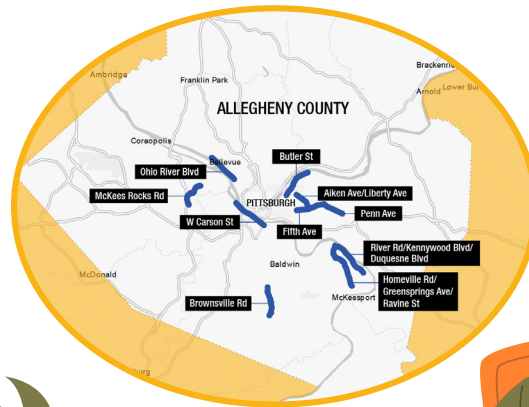 Ambridge
Franklin Park
Brackenri
Arnold
Lower Bur
ALLEGHENY COUNTY
Coraopolis
Butler St
Bellevue
Ohio River Blvd
Aiken Ave/Liberty Ave
McKees Rocks Rd
PITTSBURGH
Penn Ave
W Carson St
Fifth Ave
River Rd/Kennywood Blvd/
Duquesne Blvd
Baldwin
McDonald
Homeville Rd/
Greensprings Ave/
Ravine St
McKeesport
Brownsville Rd
burg